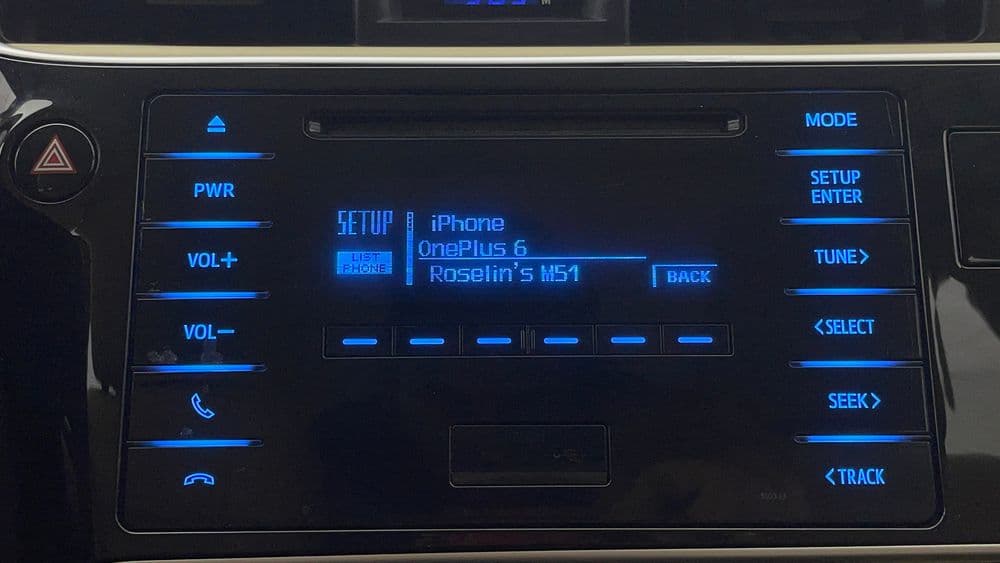 MODE
PWR
SETUP
ENTER
SETUP
iPhone
LIST
PHONE
OnePlus 6
Roselin's M51
BACK
VOL+
TUNE>
VOL-
<SELECT
SEEK>
<TRACK